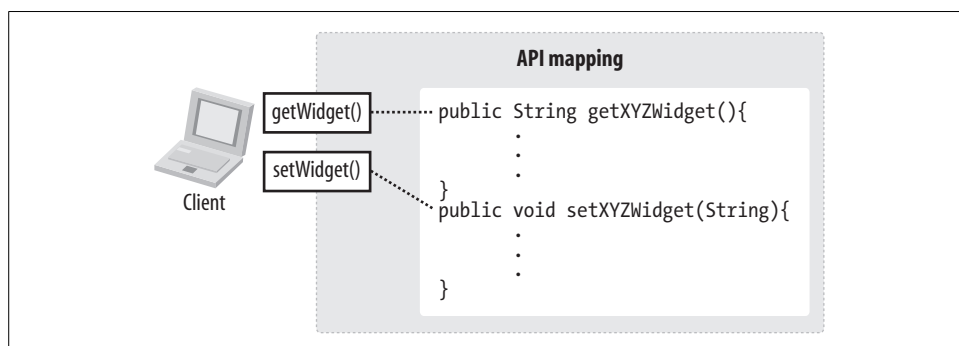 API mapping
getWidget()
public String getXYZWidget(){
.
.
.
}
setWidget()
Client
public void setXYZWidget(String){
.
.
.
}